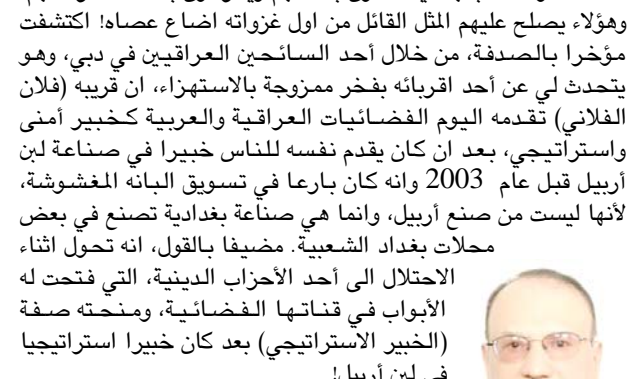 وهؤلاء يصلح عليهم المثل القائل من اول غزواته اضاع عصاه! اكتشفت
مؤخرا بالصدفة، من خلال أحد السائحين العراقيين في دبي، وهو
يتحدث لي عن أحد اقربائه بفخر ممزوجة بالاستهزاء، ان قريبه (فلان
الفلاني) تقدمه اليوم الفضائيات العراقية والعربية كخبير أمنى
واستراتيجي، بعد ان كان يقدم نفسه للناس خبيرا في صناعة لبن
أربيل قبل عام 2003 وانه كان بارعا في تسويق البانه المغشوشة،
لأنها ليست من صنع أربيل، وانما هي صناعة بغدادية تصنع في بعض
محلات بغداد الشعبية. مضيفا بالقول، انه تحول اثناء
الاحتلال الى أحد الأحزاب الدينية، التي فتحت له
الأبواب في قناتها الفضائية، ومنحته صفة
(الخبير الاستراتيجي) بعد كان خبيرا استراتيجيا
في لبن أربيل!